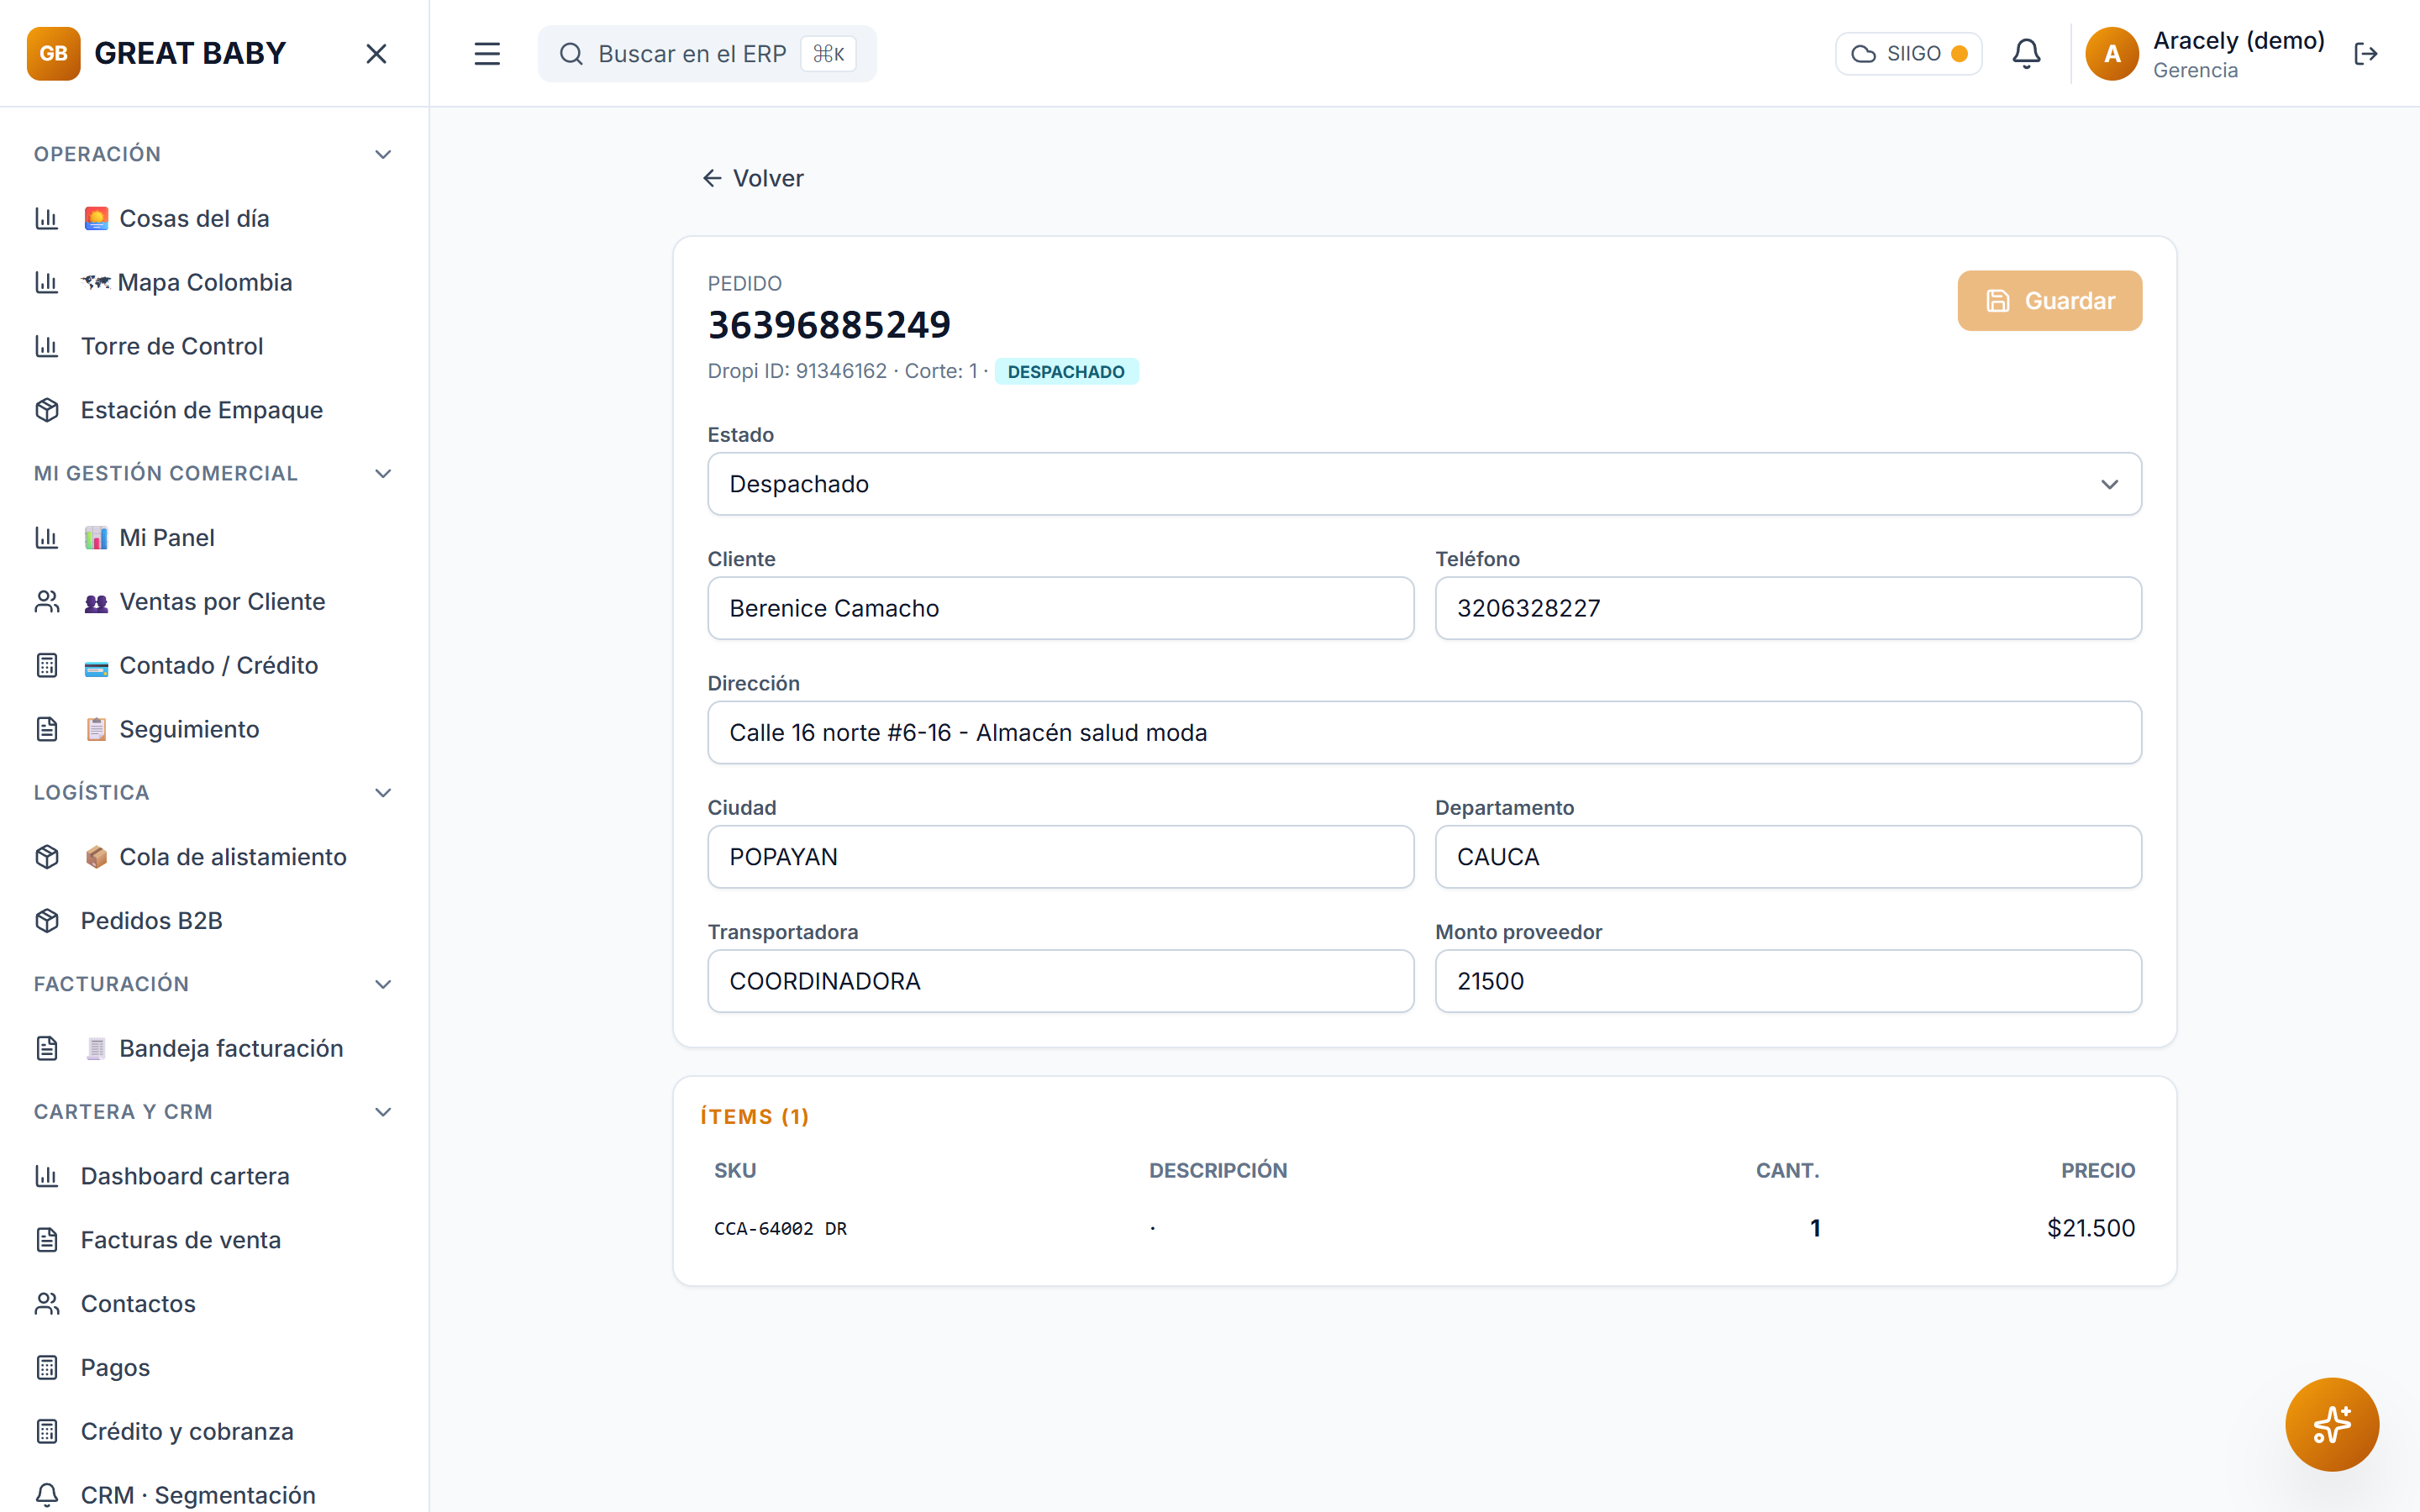 GB GREAT BABY
Buscar en el ERP ⌘K
SIIGO
A
Aracely (demo)
Gerencia
OPERACIÓN
Cosas del día
Mapa Colombia
Torre de Control
Estación de Empaque
MI GESTIÓN COMERCIAL
Mi Panel
Ventas por Cliente
Contado / Crédito
Seguimiento
LOGÍSTICA
Cola de alistamiento
Pedidos B2B
FACTURACIÓN
Bandeja facturación
CARTERA Y CRM
Dashboard cartera
Facturas de venta
Contactos
Pagos
Crédito y cobranza
CRM · Segmentación
Volver
PEDIDO
36396885249
Dropi ID: 91346162 · Corte: 1 · DESPACHADO
Guardar
Estado
Despachado
Cliente Teléfono
Berenice Camacho 3206328227
Dirección
Calle 16 norte #6-16 - Almacén salud moda
Ciudad Departamento
POPAYAN CAUCA
Transportadora Monto proveedor
COORDINADORA 21500
ÍTEMS (1)
SKU DESCRIPCIÓN CANT. PRECIO
CCA-64002 DR · 1 $21.500